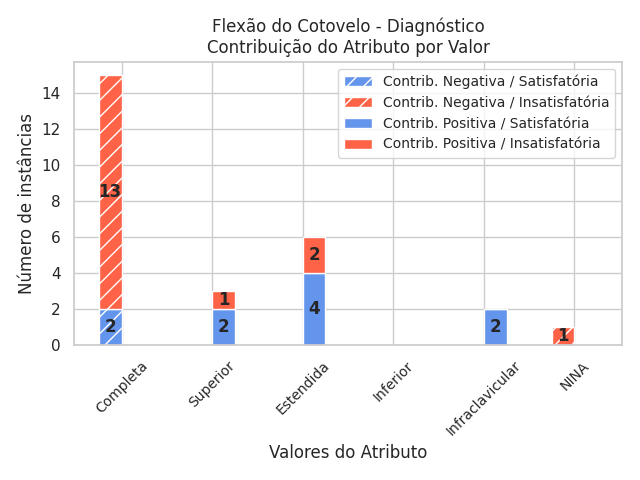 Flexão do Cotovelo - Diagnóstico
Contribuição do Atributo por Valor
Contrib. Negativa / Satisfatória
Contrib. Negativa / Insatisfatória
Contrib. Positiva / Satisfatória
Contrib. Positiva / Insatisfatória
Número de instâncias
14
12
10
8
6
4
2
0
13
2
1
2
2
4
2
1
Completa
Superior
Estendida
Inferior
Infraclavicular
NINA
Valores do Atributo